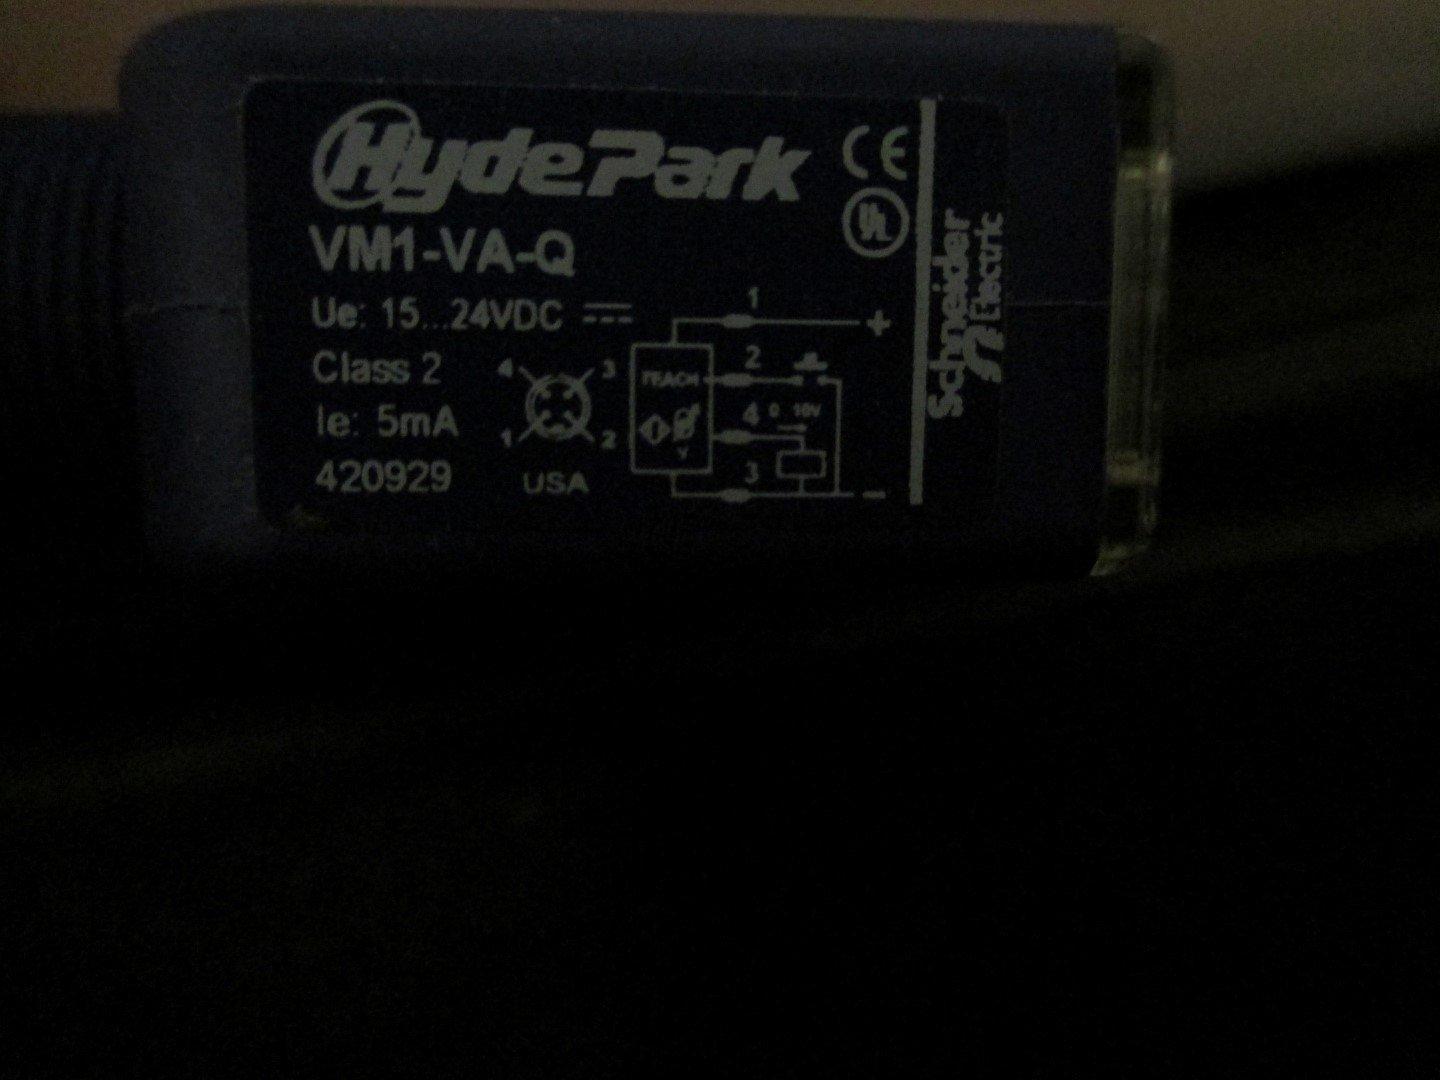 HydePark
CE
UL
VM1-VA-Q
Ue: 15...24VDC
Class 2
Ie: 5mA
420929
4 3
1 2
USA
1 +
2
TEACH
4 0 10V
3 -
Schneider
Electric